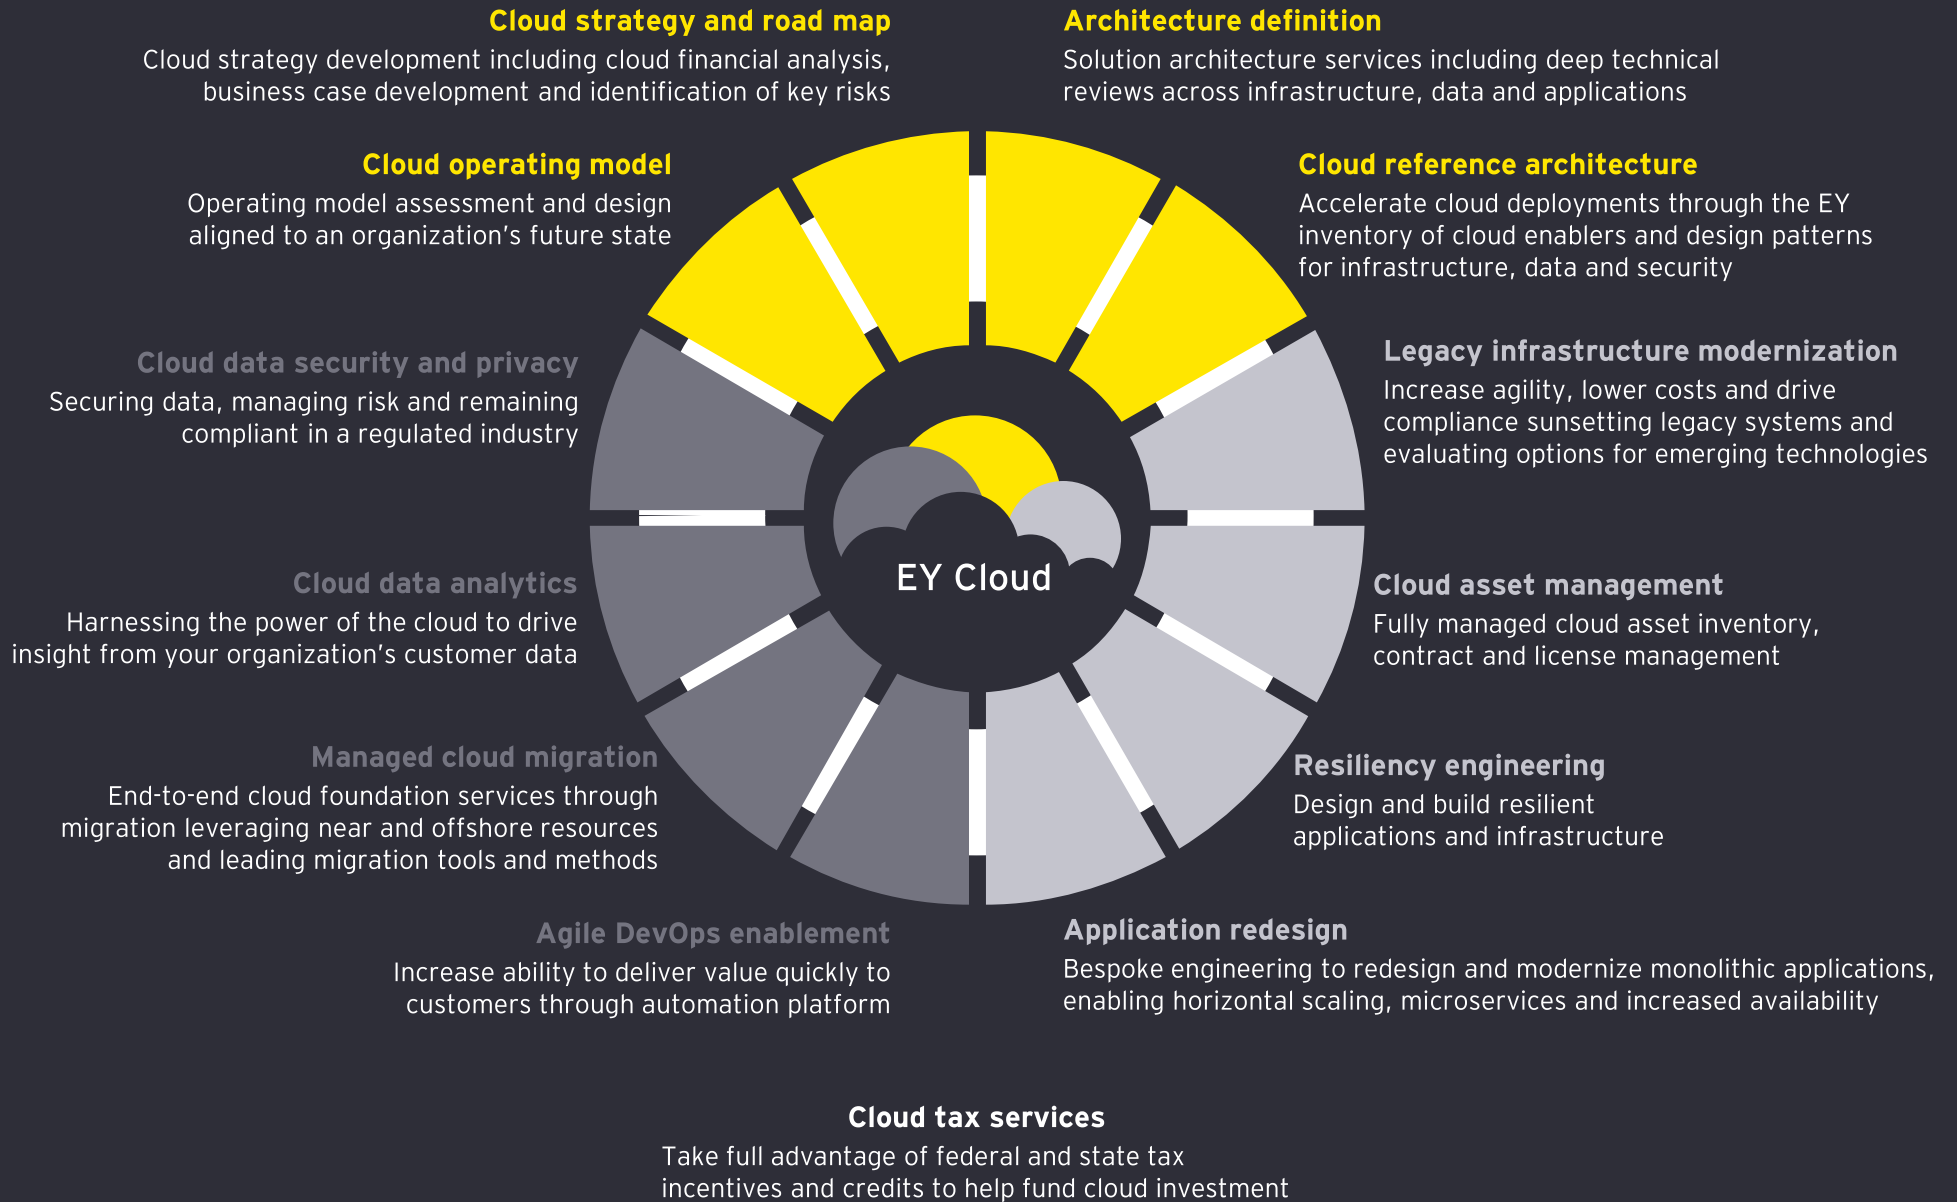 Cloud strategy and road map
Cloud strategy development including cloud financial analysis,
business case development and identification of key risks
Architecture definition
Solution architecture services including deep technical
reviews across infrastructure, data and applications
Cloud operating model
Operating model assessment and design
aligned to an organization’s future state
Cloud reference architecture
Accelerate cloud deployments through the EY
inventory of cloud enablers and design patterns
for infrastructure, data and security
Cloud data security and privacy
Securing data, managing risk and remaining
compliant in a regulated industry
Legacy infrastructure modernization
Increase agility, lower costs and drive
compliance sunsetting legacy systems and
evaluating options for emerging technologies
EY Cloud
Cloud data analytics
Harnessing the power of the cloud to drive
insight from your organization’s customer data
Cloud asset management
Fully managed cloud asset inventory,
contract and license management
Managed cloud migration
End-to-end cloud foundation services through
migration leveraging near and offshore resources
and leading migration tools and methods
Resiliency engineering
Design and build resilient
applications and infrastructure
Agile DevOps enablement
Increase ability to deliver value quickly to
customers through automation platform
Application redesign
Bespoke engineering to redesign and modernize monolithic applications,
enabling horizontal scaling, microservices and increased availability
Cloud tax services
Take full advantage of federal and state tax
incentives and credits to help fund cloud investment